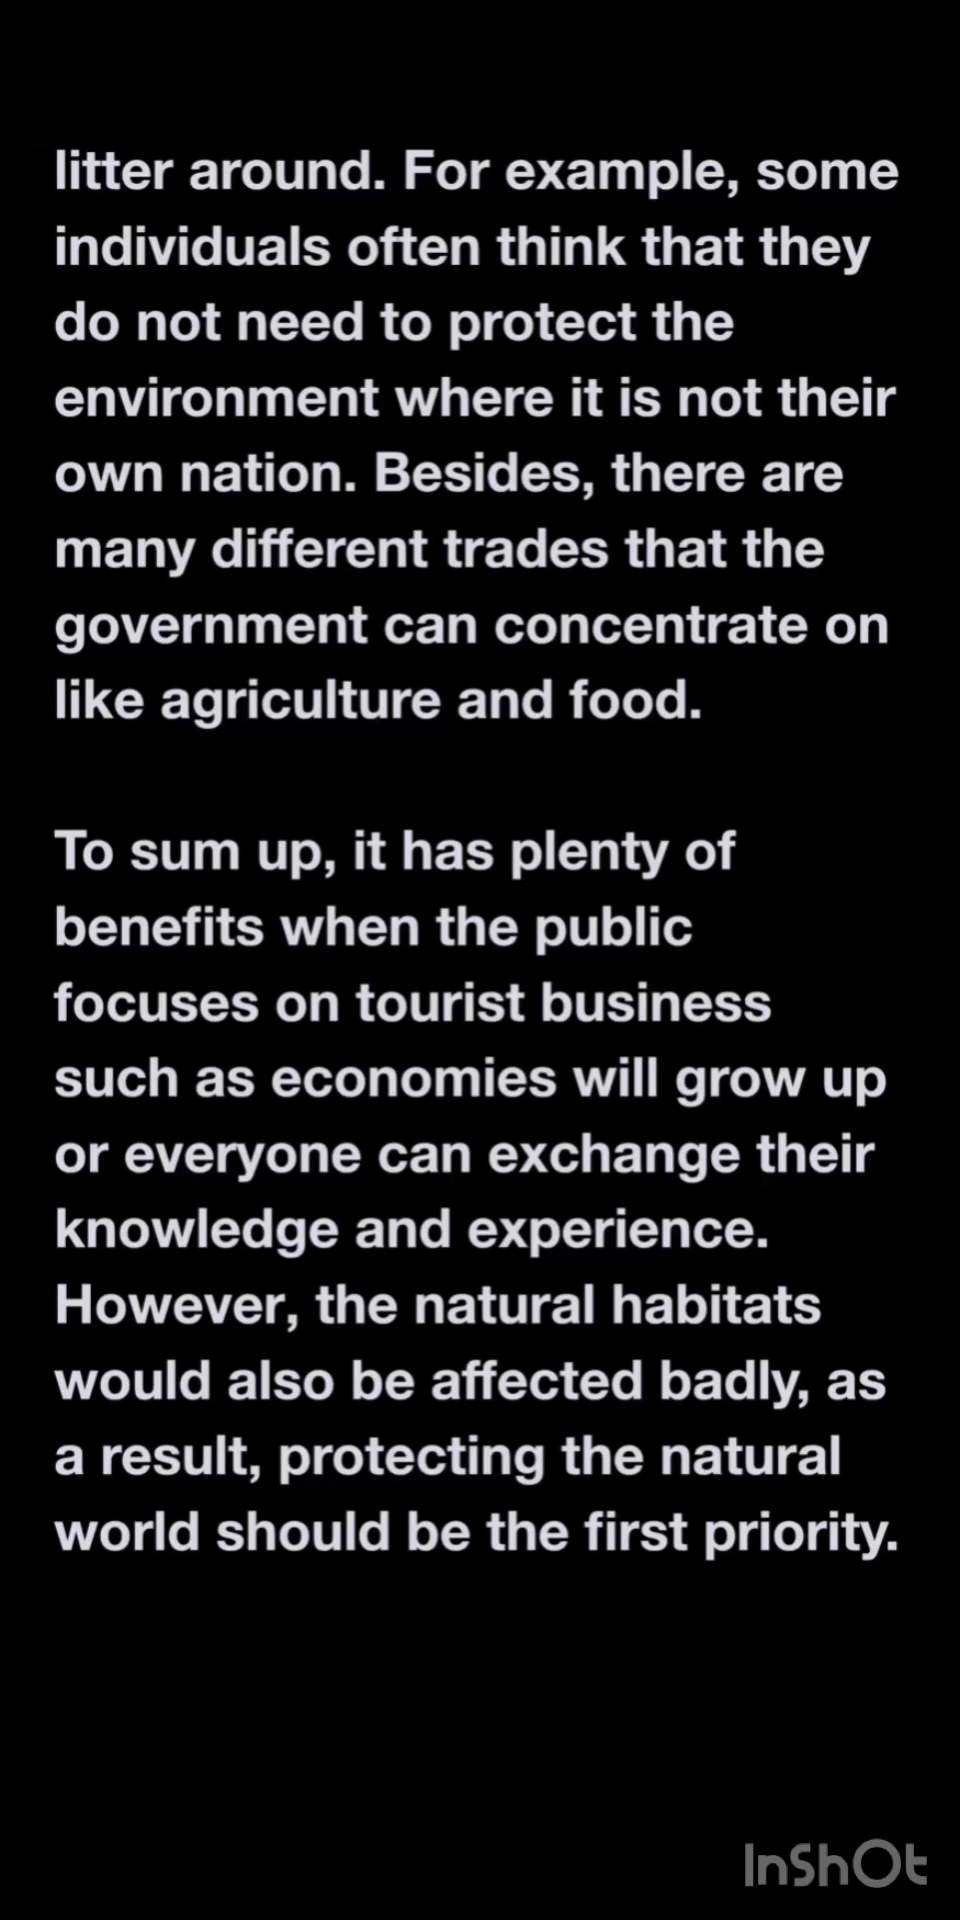 litter around. For example, some
individuals often think that they
do not need to protect the
environment where it is not their
own nation. Besides, there are
many different trades that the
government can concentrate on
like agriculture and food.
To sum up, it has plenty of
benefits when the public
focuses on tourist business
such as economies will grow up
or everyone can exchange their
knowledge and experience.
However, the natural habitats
would also be affected badly, as
a result, protecting the natural
world should be the first priority.
InShOt